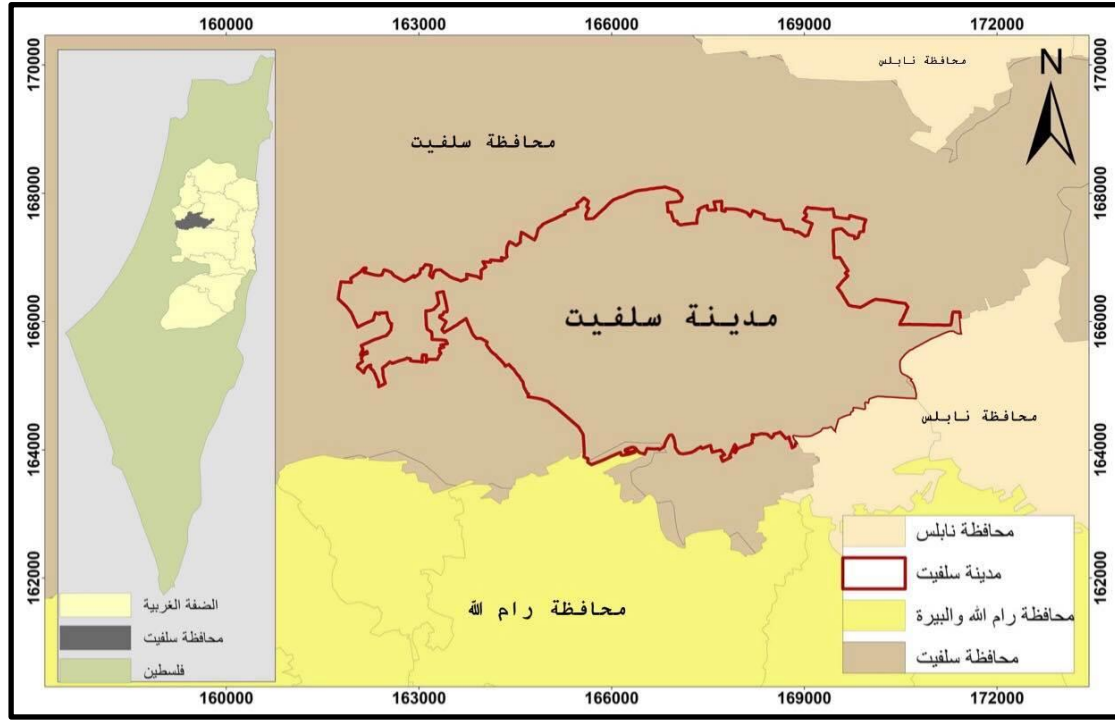 160000 163000 166000 169000 172000
170000 170000
محافظة نابلس
N
محافظة سلفيت
168000 168000
مدينة سلفيت
166000 166000
محافظة نابلس
164000 164000
محافظة رام الله
162000 162000
الضفة الغربية
محافظة سلفيت
فلسطين
محافظة نابلس
مدينة سلفيت
محافظة رام الله والبيرة
محافظة سلفيت
160000 163000 166000 169000 172000